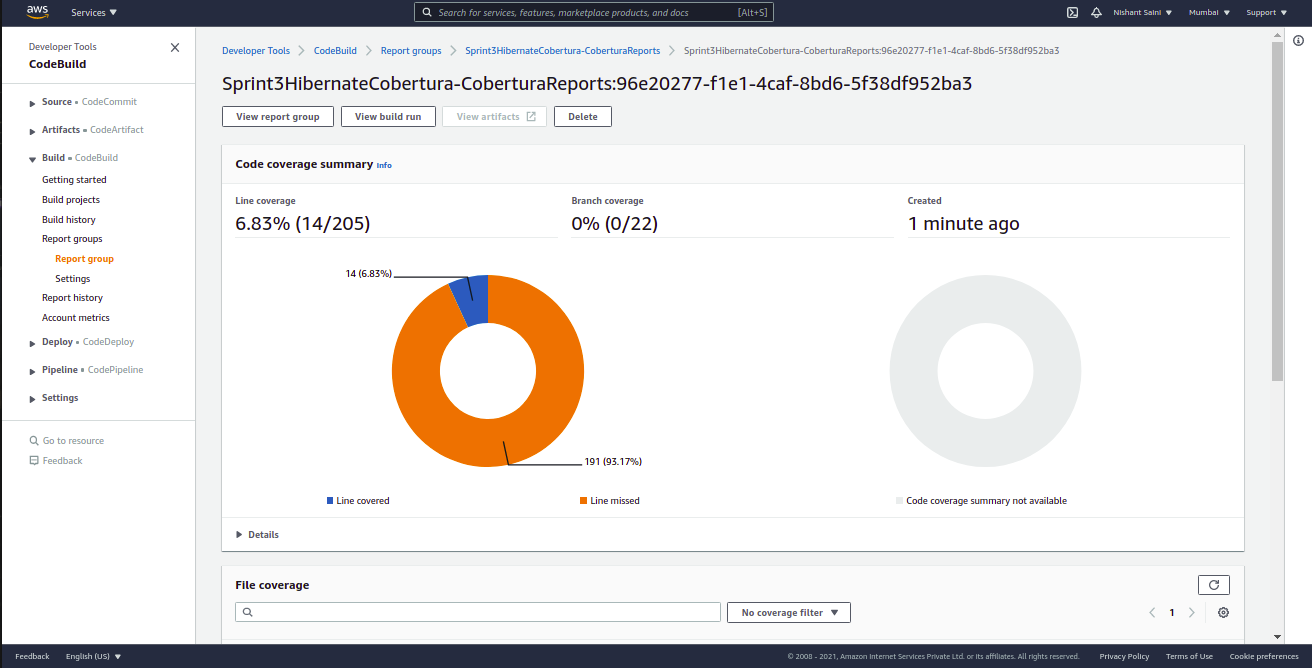 aws
Services
Search for services, features, marketplace products, and docs [Alt+S]
Nishant Saini
Mumbai
Support
Developer Tools
CodeBuild
Source • CodeCommit
Artifacts • CodeArtifact
Build • CodeBuild
Getting started
Build projects
Build history
Report groups
Report group
Settings
Report history
Account metrics
Deploy • CodeDeploy
Pipeline • CodePipeline
Settings
Go to resource
Feedback
Developer Tools > CodeBuild > Report groups > Sprint3HibernateCobertura-CoberturaReports > Sprint3HibernateCobertura-CoberturaReports:96e20277-f1e1-4caf-8bd6-5f38df952ba3
Sprint3HibernateCobertura-CoberturaReports:96e20277-f1e1-4caf-8bd6-5f38df952ba3
View report group
View build run
View artifacts
Delete
Code coverage summary Info
Line coverage
6.83% (14/205)
Branch coverage
0% (0/22)
Created
1 minute ago
14 (6.83%)
191 (93.17%)
Line covered
Line missed
Code coverage summary not available
Details
File coverage
No coverage filter
1
Feedback
English (US)
© 2008 - 2021, Amazon Internet Services Private Ltd. or its affiliates. All rights reserved.
Privacy Policy
Terms of Use
Cookie preferences